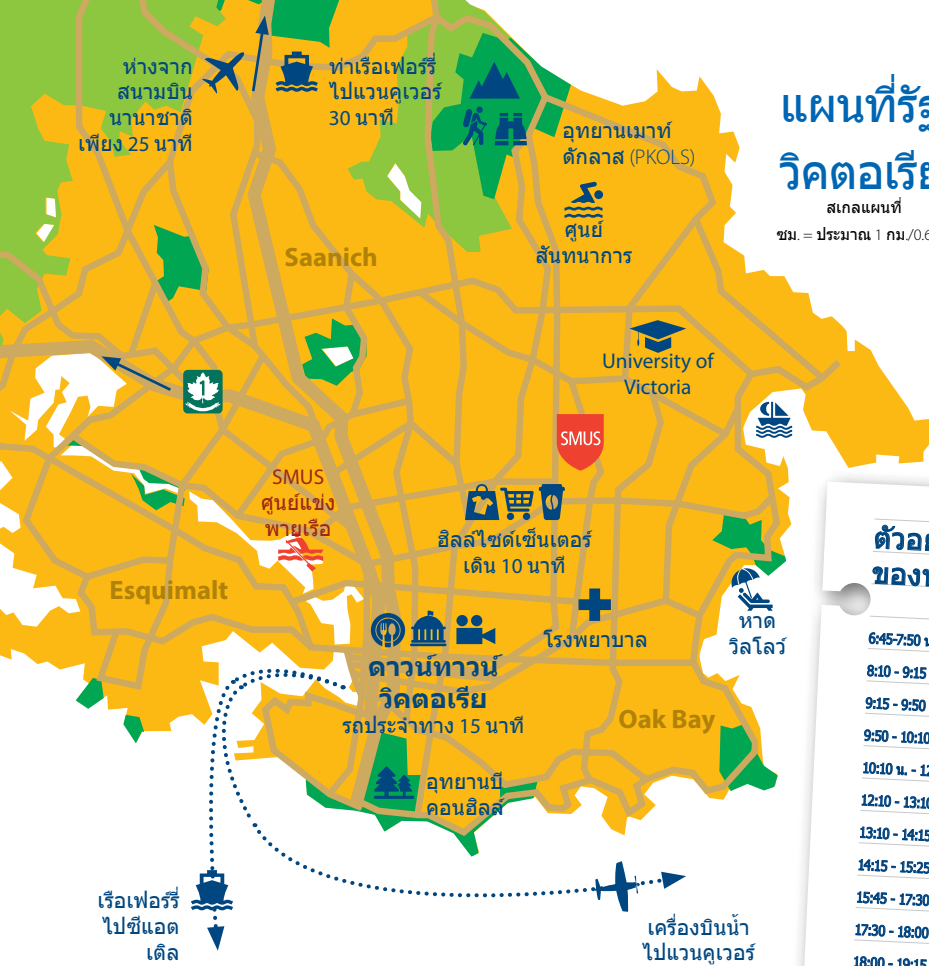 ห่างจาก
สนามบิน
นานาชาติ
เพียง 25 นาที
ท่าเรือเฟอร์รี่
ไปแวนคูเวอร์
30 นาที
อุทยานเมาท์
ดักลาส (PKOLS)
แผนที่รัฐ
วิคตอเรีย
สเกลแผนที่
ซม. = ประมาณ 1 กม./0.6
ศูนย์
สันทนาการ
Saanich
University of
Victoria
1
SMUS
SMUS
ศูนย์แข่ง
พายเรือ
ฮิลล์ไซด์เซ็นเตอร์
เดิน 10 นาที
Esquimalt
โรงพยาบาล
หาด
วิลโลว์
ดาวน์ทาวน์
วิคตอเรีย
รถประจำทาง 15 นาที
Oak Bay
อุทยานบี
คอนฮิลล์
เรือเฟอร์รี่
ไปซีแอต
เติล
เครื่องบินน้ำ
ไปแวนคูเวอร์
ตัวอย
ของ
6:45-7:50 น
8:10 - 9:15
9:15 - 9:50
9:50 - 10:10
10:10 น. - 12
12:10 - 13:10
13:10 - 14:15
14:15 - 15:25
15:45 - 17:30
17:30 - 18:00
18:00 - 19:15